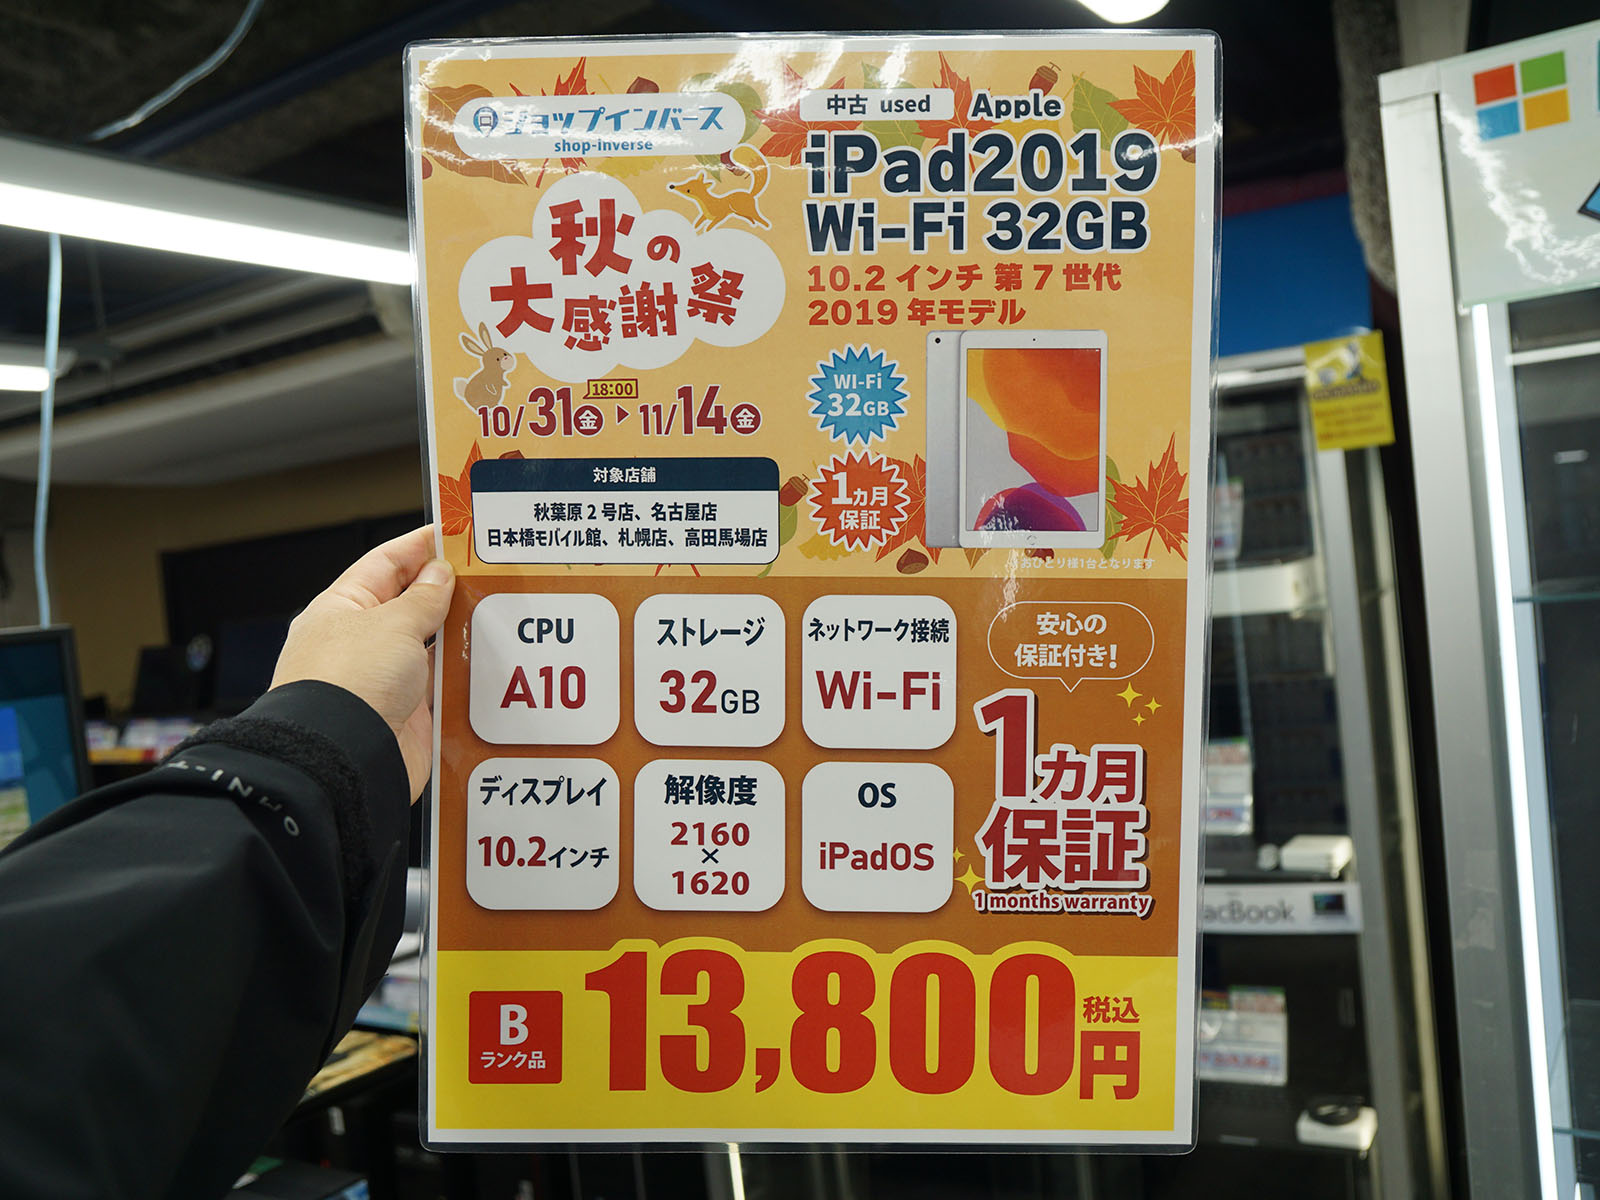 ショップインバース
shop-inverse
秋の
大感謝祭
18:00
10/31金 ▶ 11/14金
対象店舗
秋葉原2号店、名古屋店
日本橋モバイル館、札幌店、高田馬場店
中古 used Apple
iPad2019
Wi-Fi 32GB
10.2インチ 第7世代
2019年モデル
WI-Fi
32GB
1カ月
保証
おひとり様1台となります
CPU
A10
ストレージ
32GB
ネットワーク接続
Wi-Fi
ディスプレイ
10.2インチ
解像度
2160
×
1620
OS
iPadOS
安心の
保証付き!
1カ月
保証
1 months warranty
B
ランク品
13,800円
税込
acBook